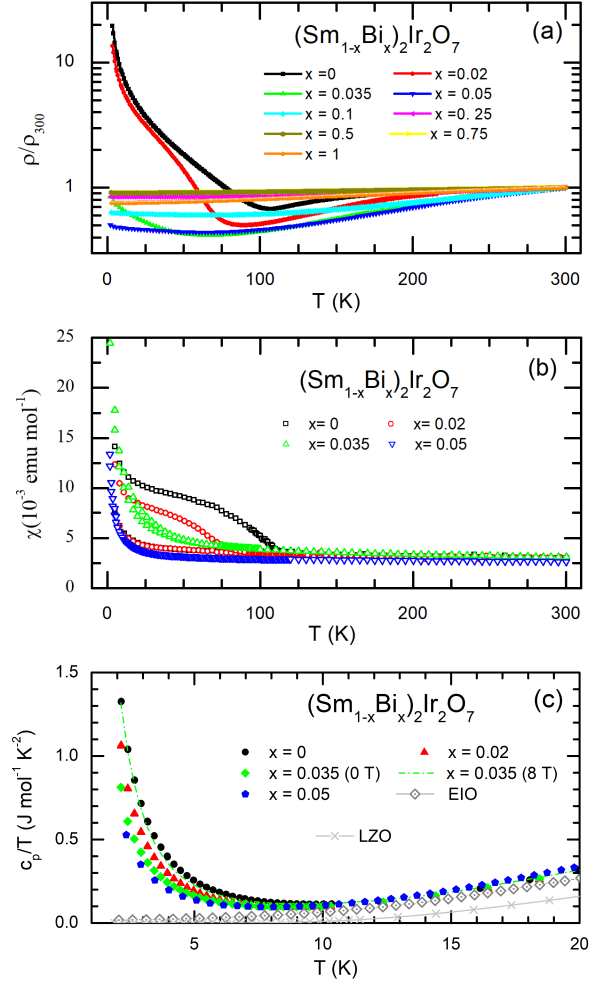 (Sm1-xBix)2Ir2O7 (a)
x =0 x =0.02
x = 0.035 x = 0.05
x = 0.1 x = 0.25
x = 0.5 x = 0.75
x = 1
10
1
ρ/ρ300
0 100 200 300
T (K)
25
20
15
10
5
0
(b)
(Sm1-xBix)2Ir2O7
x= 0 x= 0.02
x= 0.035 x= 0.05
χ(10-3 emu mol-1)
0 100 200 300
T (K)
1.5
1.0
0.5
0.0
(Sm1-xBix)2Ir2O7 (c)
x = 0 x = 0.02
x = 0.035 (0 T) x = 0.035 (8 T)
x = 0.05 EIO
LZO
cp/T (J mol-1 K-2)
5 10 15 20
T (K)